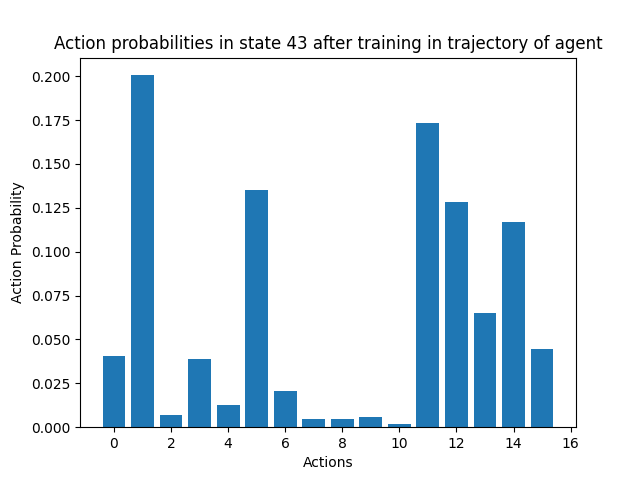 Action probabilities in state 43 after training in trajectory of agent
0.200
0.175
0.150
0.125
0.100
0.075
0.050
0.025
0.000
Action Probability
0 2 4 6 8 10 12 14 16
Actions